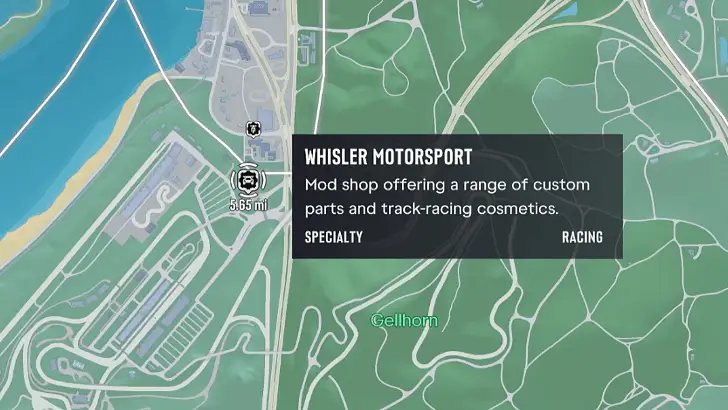 WHISLER MOTORSPORT
Mod shop offering a range of custom
parts and track-racing cosmetics.
SPECIALTY RACING
5.65 mi
Gellhorn